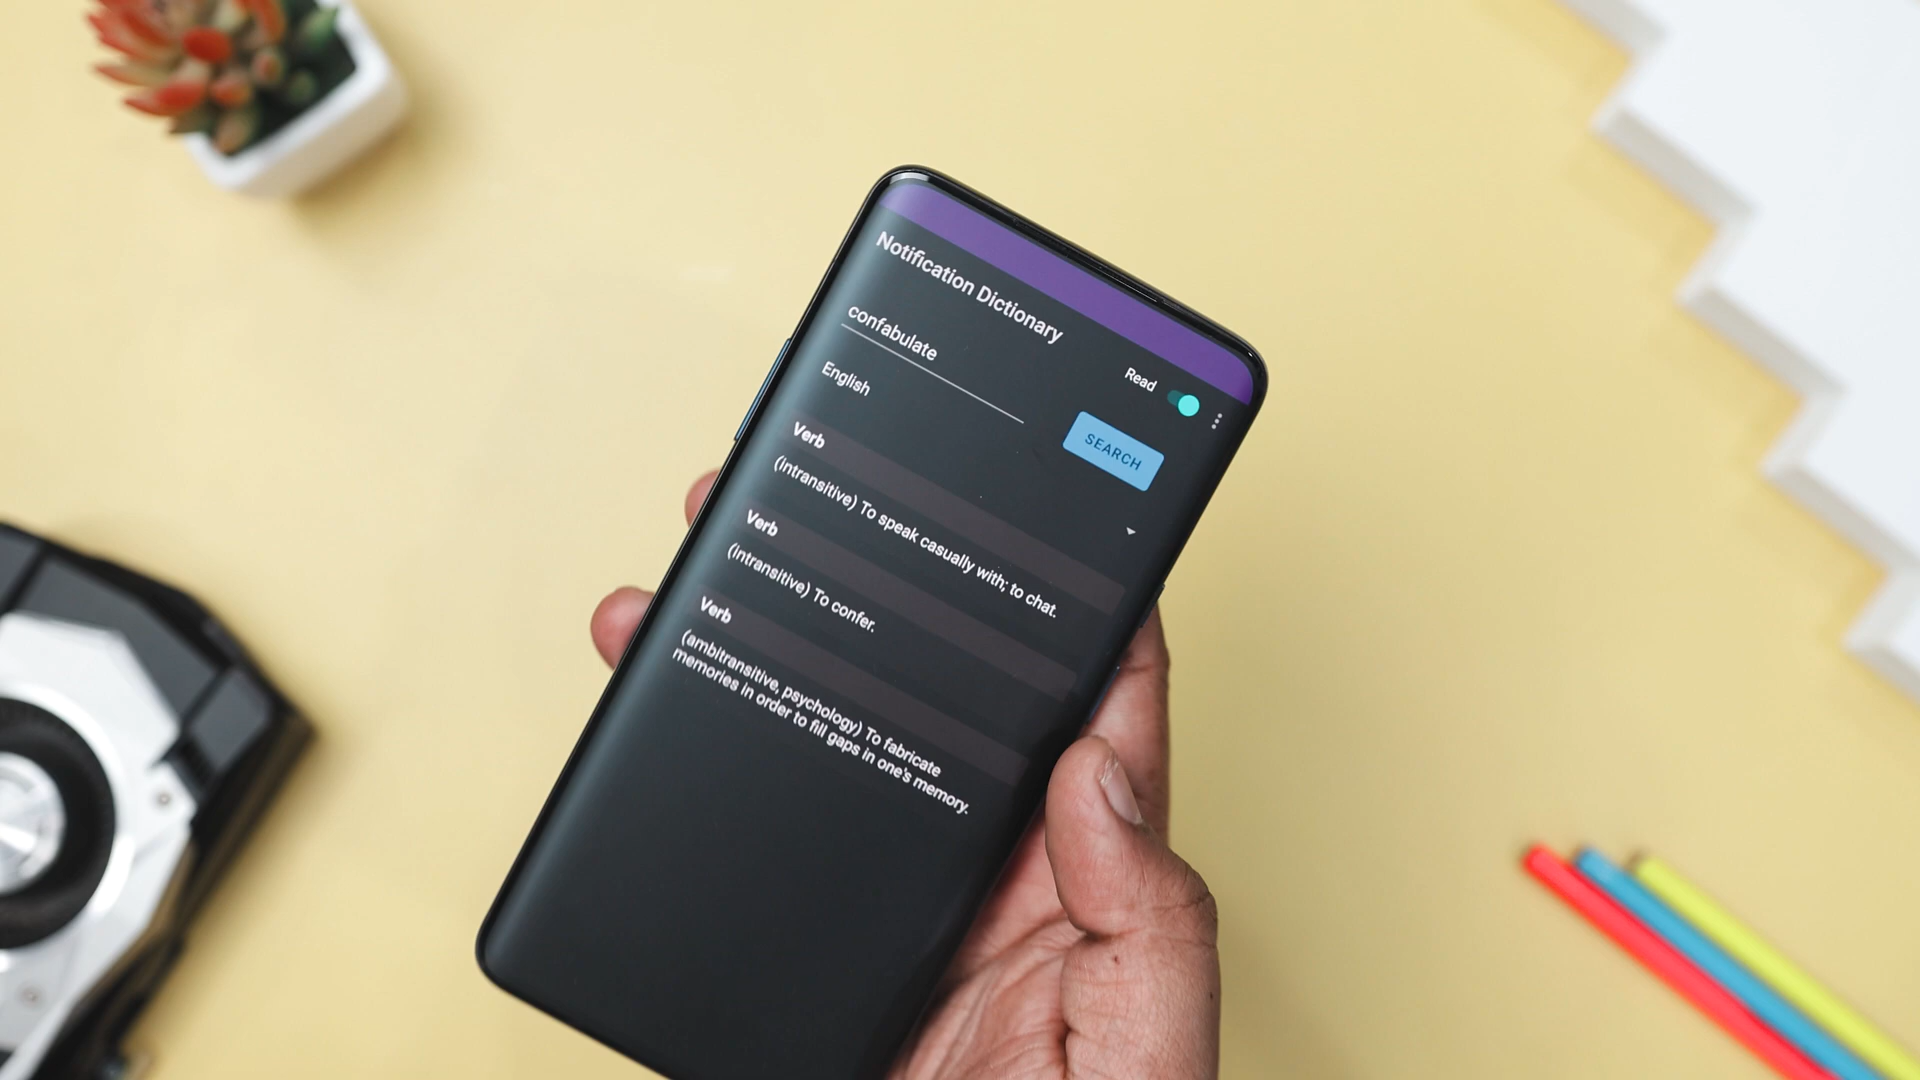 Notification Dictionary
confabulate
Read
English
SEARCH
Verb
(intransitive) To speak casually with; to chat.
Verb
(intransitive) To confer.
Verb
(ambitransitive, psychology) To fabricate
memories in order to fill gaps in one's memory.